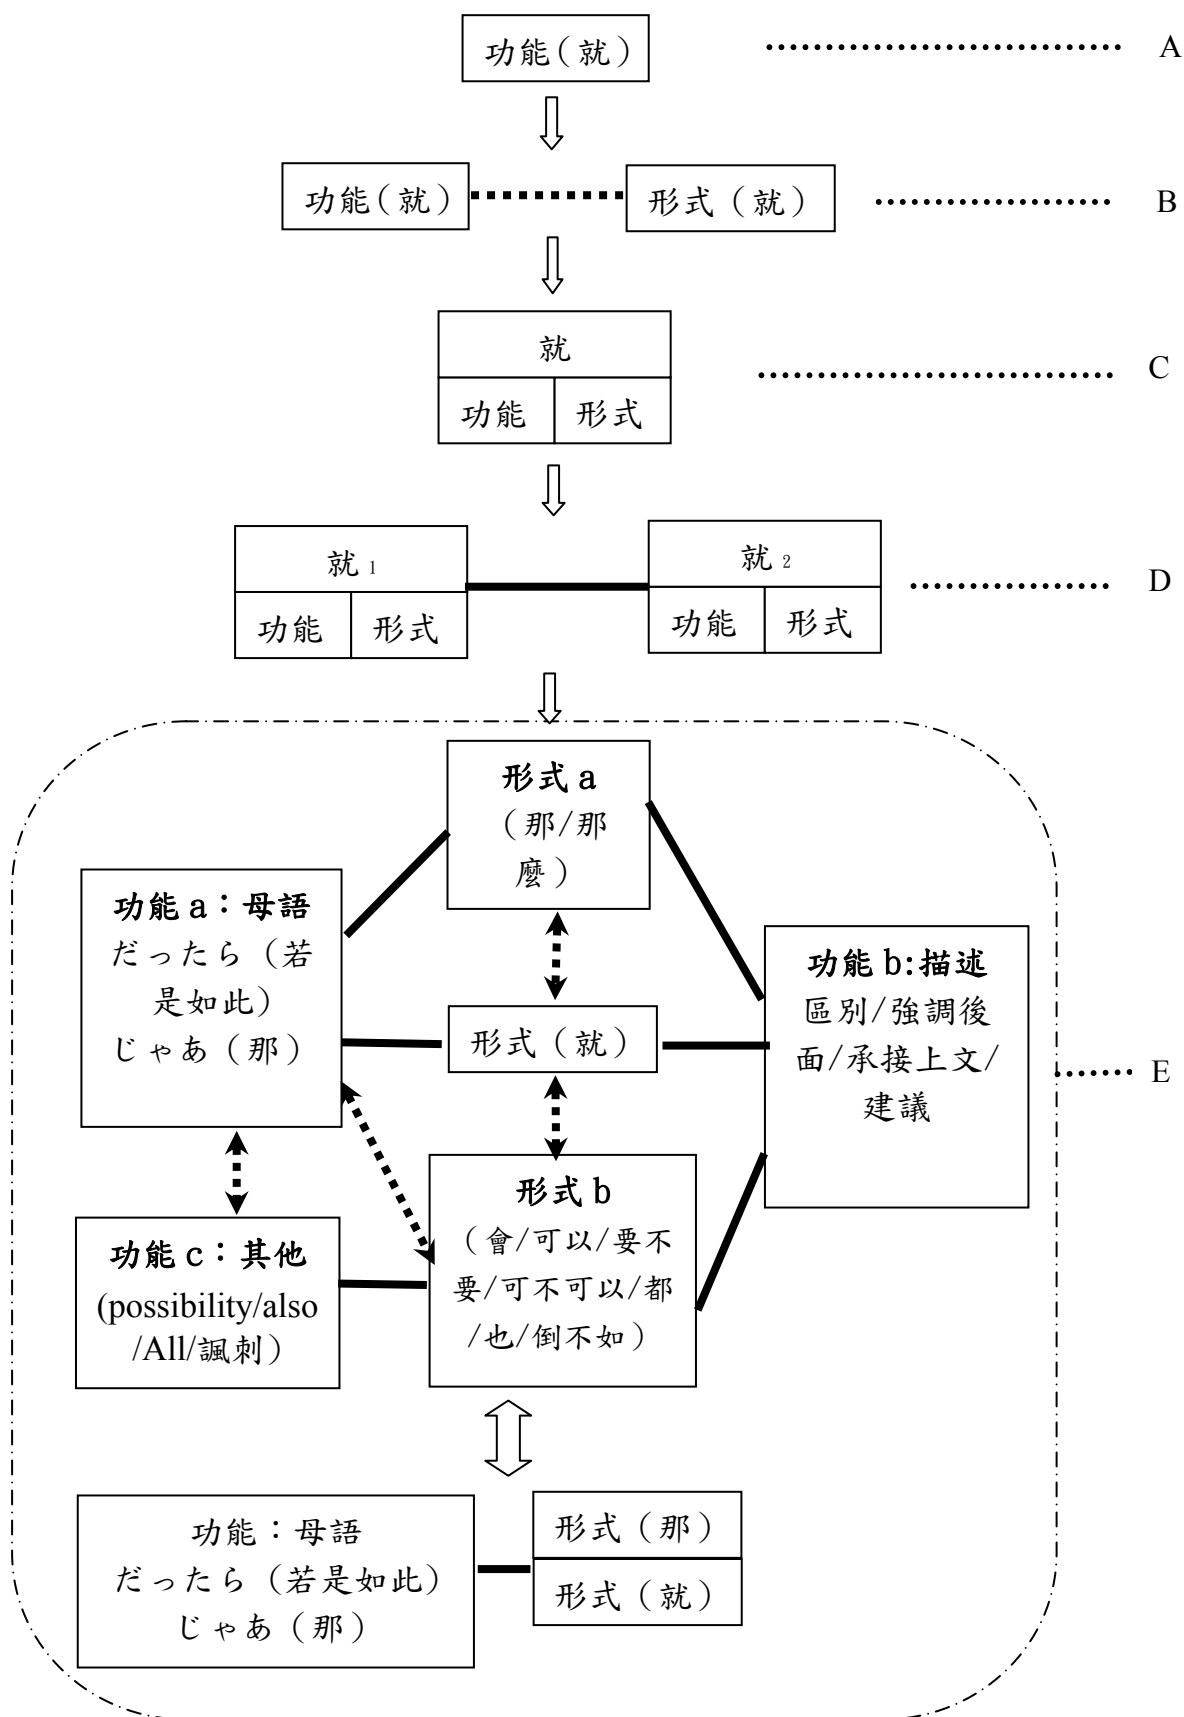 功能（就）
A
功能（就）
形式（就）
B
就
功能
形式
C
就 1
功能
形式
就 2
功能
形式
D
形式 a
（那/那
麼）
功能 a：母語
だったら（若
是如此）
じゃあ（那）
形式（就）
功能 b:描述
區別/強調後
面/承接上文/
建議
E
功能 c：其他
(possibility/also
/All/諷刺）
形式 b
（會/可以/要不
要/可不可以/都
/也/倒不如）
功能：母語
だったら（若是如此）
じゃあ（那）
形式（那）
形式（就）